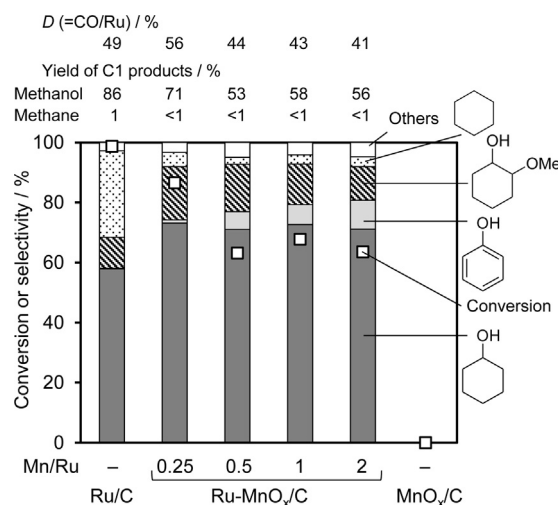 D (=CO/Ru) / %
49 56 44 43 41
Yield of C1 products / %
Methanol 86 71 53 58 56
Methane 1 <1 <1 <1 <1
Others
OH
OMe
OH
Conversion
OH
Conversion or selectivity / %
100
80
60
40
20
0
Mn/Ru – 0.25 0.5 1 2 –
Ru/C Ru-MnOx/C MnOx/C